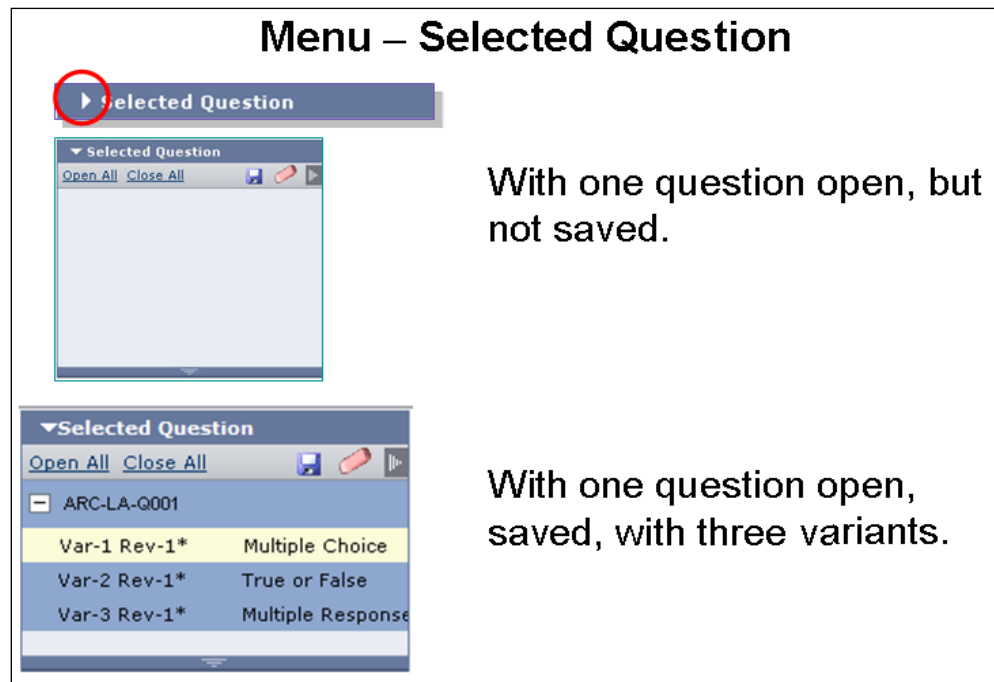 Menu – Selected Question
Selected Question
Selected Question
Open All Close All
With one question open, but
not saved.
Selected Question
Open All Close All
ARC-LA-Q001
Var-1 Rev-1* Multiple Choice
Var-2 Rev-1* True or False
Var-3 Rev-1* Multiple Response
With one question open,
saved, with three variants.